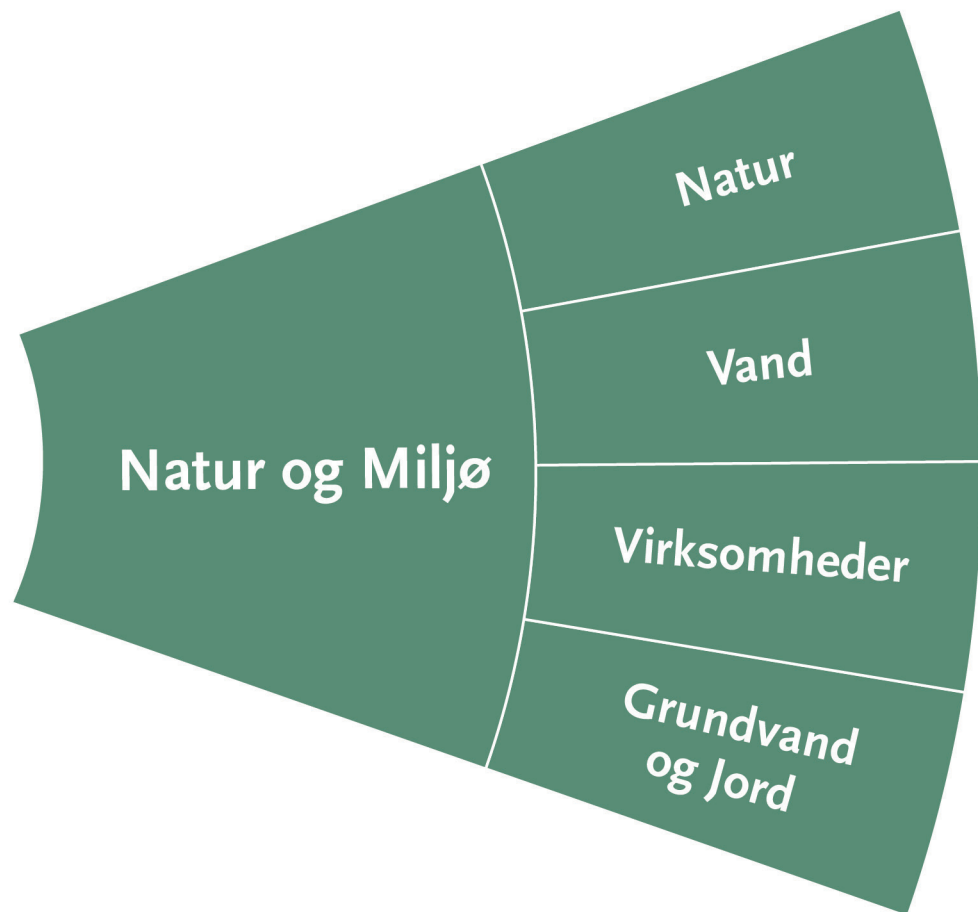 Natur og Miljø
Natur
Vand
Virksomheder
Grundvand
og Jord